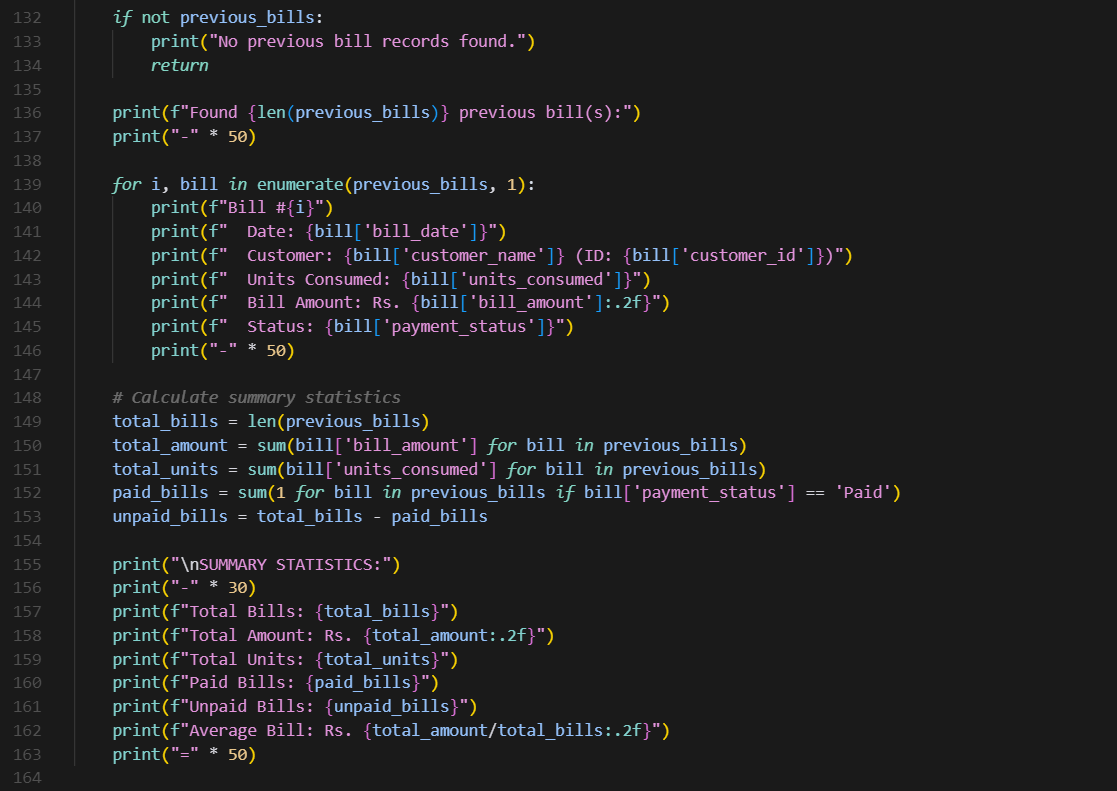 132 if not previous_bills:
133 print("No previous bill records found.")
134 return
135
136 print(f"Found {len(previous_bills)} previous bill(s):")
137 print("-" * 50)
138
139 for i, bill in enumerate(previous_bills, 1):
140 print(f"Bill #{i}")
141 print(f"  Date: {bill['bill_date']}")
142 print(f"  Customer: {bill['customer_name']} (ID: {bill['customer_id']})")
143 print(f"  Units Consumed: {bill['units_consumed']}")
144 print(f"  Bill Amount: Rs. {bill['bill_amount']:.2f}")
145 print(f"  Status: {bill['payment_status']}")
146 print("-" * 50)
147
148 # Calculate summary statistics
149 total_bills = len(previous_bills)
150 total_amount = sum(bill['bill_amount'] for bill in previous_bills)
151 total_units = sum(bill['units_consumed'] for bill in previous_bills)
152 paid_bills = sum(1 for bill in previous_bills if bill['payment_status'] == 'Paid')
153 unpaid_bills = total_bills - paid_bills
154
155 print("\nSUMMARY STATISTICS:")
156 print("-" * 30)
157 print(f"Total Bills: {total_bills}")
158 print(f"Total Amount: Rs. {total_amount:.2f}")
159 print(f"Total Units: {total_units}")
160 print(f"Paid Bills: {paid_bills}")
161 print(f"Unpaid Bills: {unpaid_bills}")
162 print(f"Average Bill: Rs. {total_amount/total_bills:.2f}")
163 print("=" * 50)
164